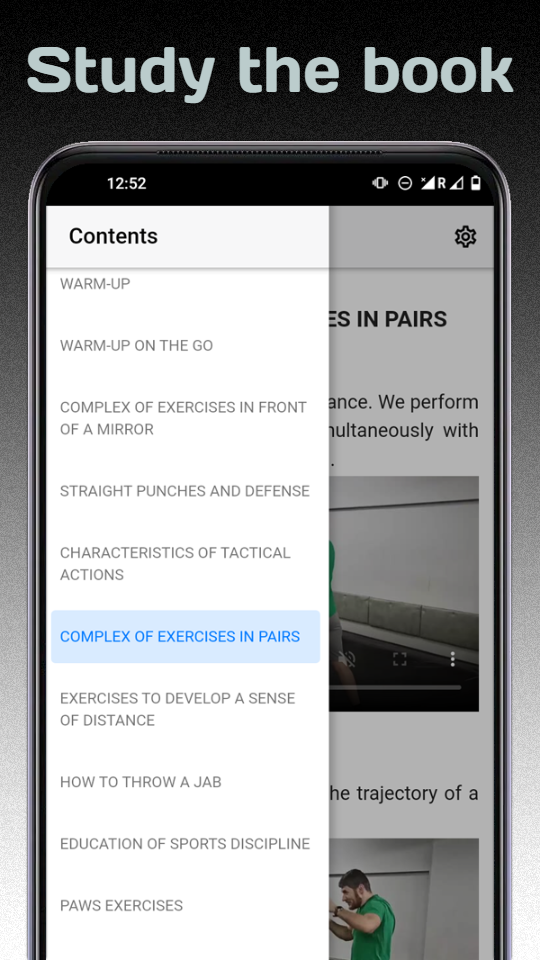 Study the book
12:52
R
Contents
WARM-UP
ES IN PAIRS
WARM-UP ON THE GO
COMPLEX OF EXERCISES IN FRONT
OF A MIRROR
ance. We perform
multaneously with
.
STRAIGHT PUNCHES AND DEFENSE
CHARACTERISTICS OF TACTICAL
ACTIONS
COMPLEX OF EXERCISES IN PAIRS
EXERCISES TO DEVELOP A SENSE
OF DISTANCE
HOW TO THROW A JAB
he trajectory of a
EDUCATION OF SPORTS DISCIPLINE
PAWS EXERCISES